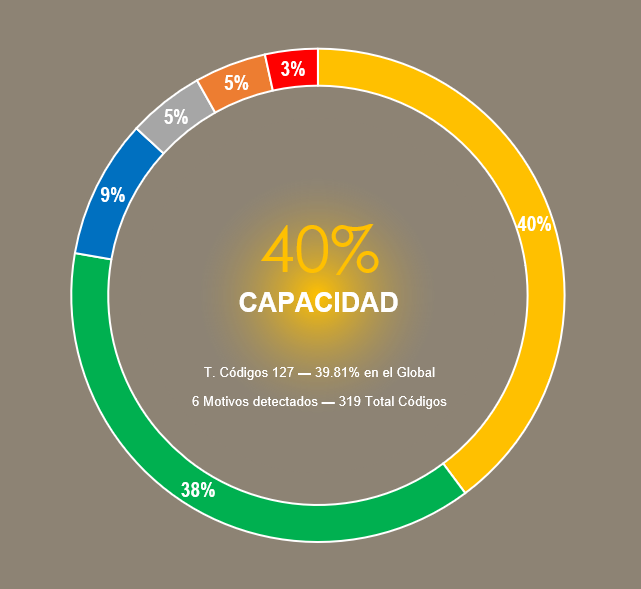 3%
5%
5%
9%
40%
40%
CAPACIDAD
T. Códigos 127 — 39.81% en el Global
6 Motivos detectados — 319 Total Códigos
38%